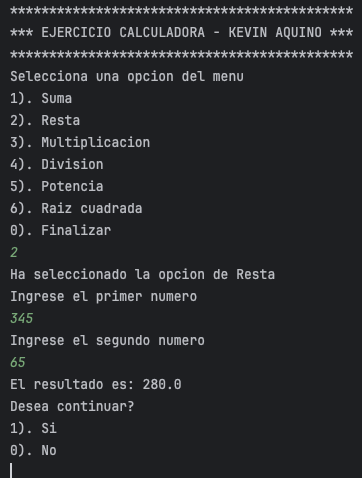 ********************************************
*** EJERCICIO CALCULADORA - KEVIN AQUINO ***
********************************************
Selecciona una opcion del menu
1). Suma
2). Resta
3). Multiplicacion
4). Division
5). Potencia
6). Raiz cuadrada
0). Finalizar
2
Ha seleccionado la opcion de Resta
Ingrese el primer numero
345
Ingrese el segundo numero
65
El resultado es: 280.0
Desea continuar?
1). Si
0). No